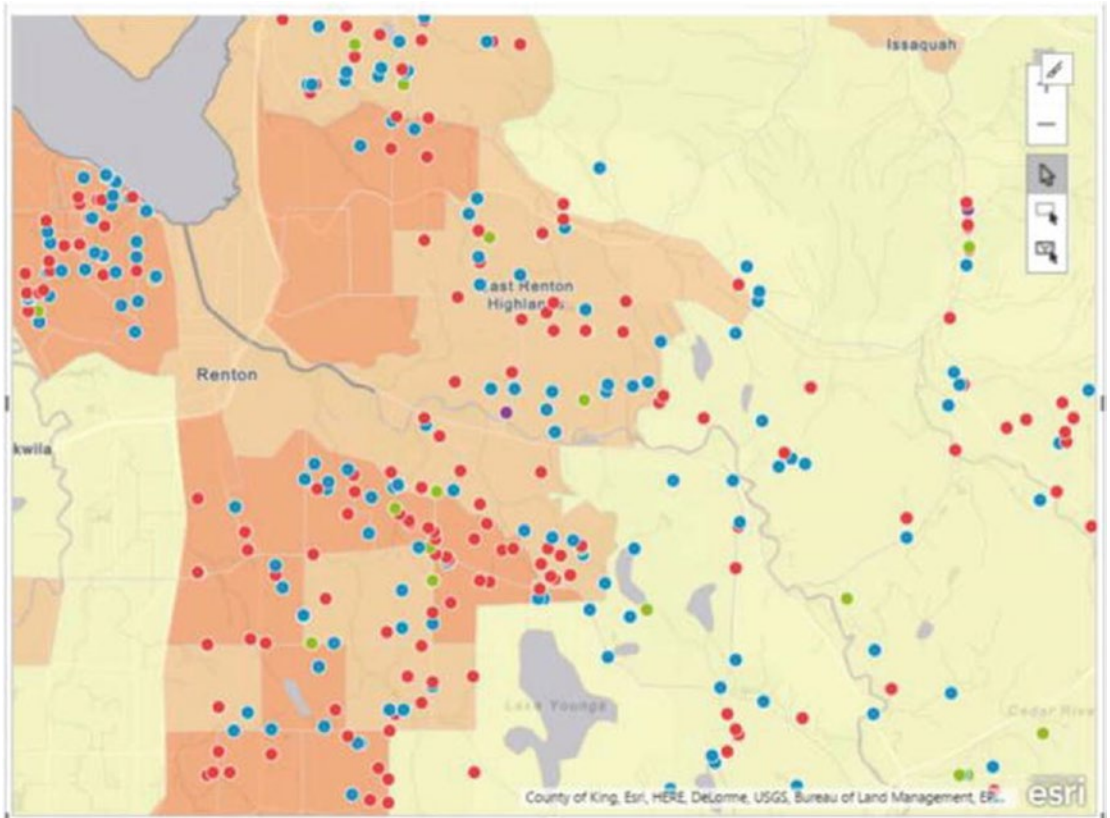 Issaquah
East Renton
Highlands
Renton
kwila
Lake Youngs
Cedar Rive
County of King, Esri, HERE, DeLorme, USGS, Bureau of Land Management, EP...
esri